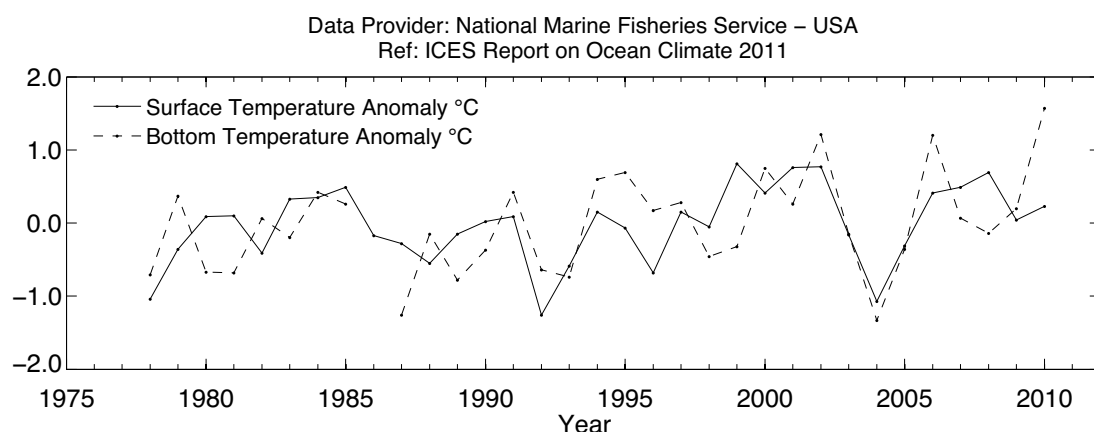 Data Provider: National Marine Fisheries Service – USA
Ref: ICES Report on Ocean Climate 2011
2.0
Surface Temperature Anomaly °C
Bottom Temperature Anomaly °C
1.0
0.0
−1.0
−2.0
1975 1980 1985 1990 1995 2000 2005 2010
Year